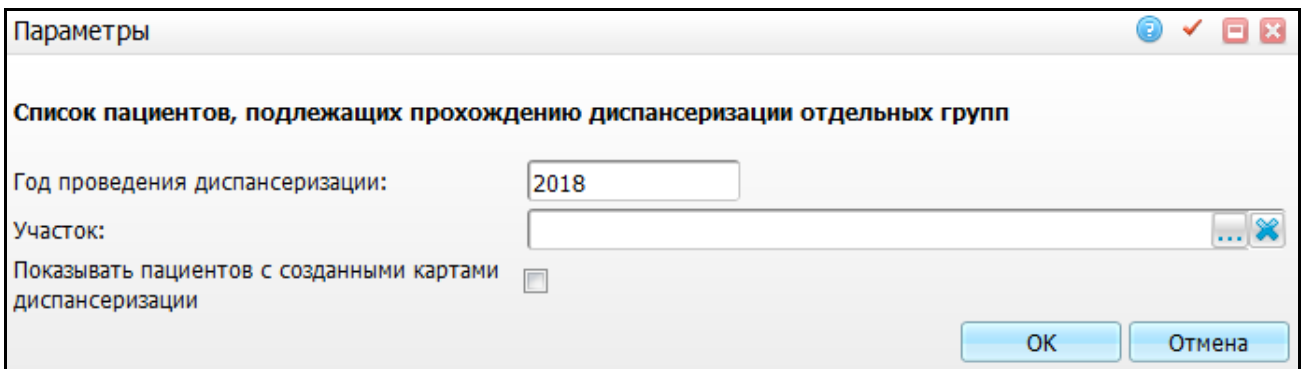 Параметры
Список пациентов, подлежащих прохождению диспансеризации отдельных групп
Год проведения диспансеризации: 2018
Участок: ...
Показывать пациентов с созданными картами
диспансеризации
ОК Отмена